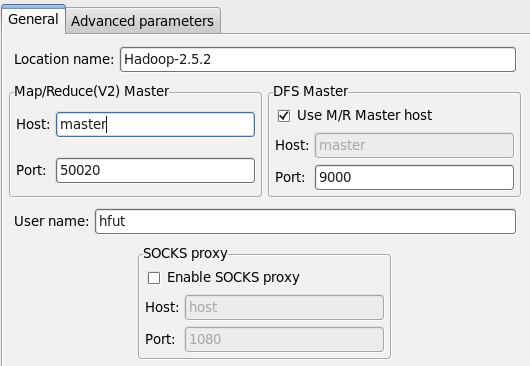 General Advanced parameters
Location name: Hadoop-2.5.2
Map/Reduce(V2) Master
Host: master
Port: 50020
DFS Master
Use M/R Master host
Host: master
Port: 9000
User name: hfut
SOCKS proxy
Enable SOCKS proxy
Host: host
Port: 1080